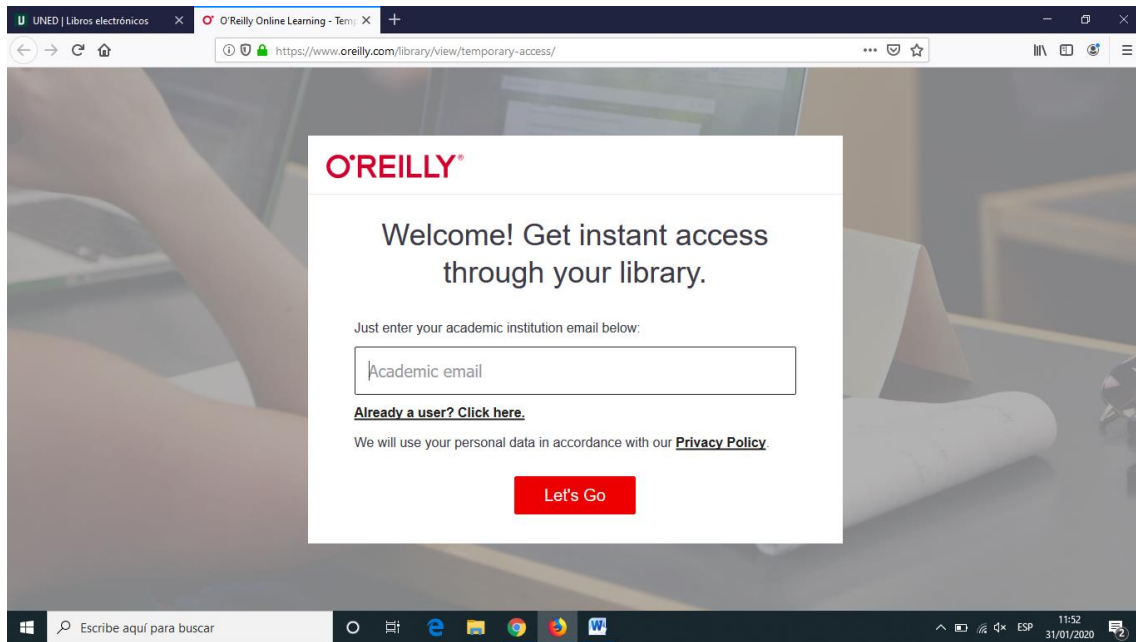 UNED | Libros electrónicos
O'Reilly Online Learning - Temp
https://www.oreilly.com/library/view/temporary-access/
O'REILLY®
Welcome! Get instant access
through your library.
Just enter your academic institution email below:
Academic email
Already a user? Click here.
We will use your personal data in accordance with our Privacy Policy.
Let's Go
Escribe aquí para buscar
ESP
11:52
31/01/2020
2